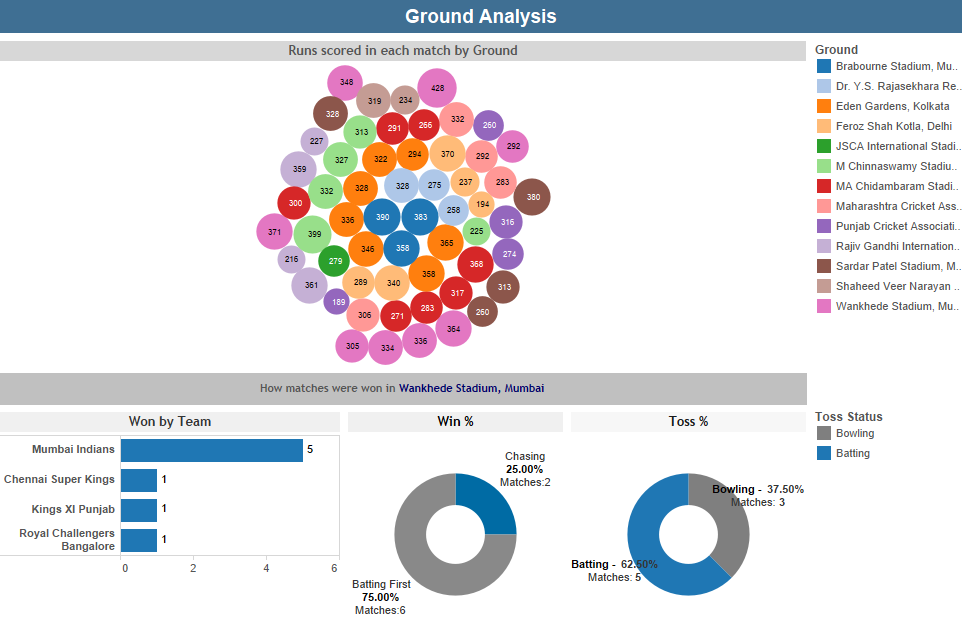 Ground Analysis
Runs scored in each match by Ground
348
428
319
234
328
332
260
313
291
266
292
227
327
322
294
370
292
359
332
328
328
275
237
283
380
300
336
390
383
258
194
316
371
399
346
358
365
225
274
216
279
368
361
289
340
358
313
189
317
306
271
283
260
305
334
336
364
Ground
Brabourne Stadium, Mu..
Dr. Y.S. Rajasekhara Re..
Eden Gardens, Kolkata
Feroz Shah Kotla, Delhi
JSCA International Stadi..
M Chinnaswamy Stadiu..
MA Chidambaram Stadi..
Maharashtra Cricket Ass..
Punjab Cricket Associati..
Rajiv Gandhi Internation..
Sardar Patel Stadium, M..
Shaheed Veer Narayan ..
Wankhede Stadium, Mu..
How matches were won in Wankhede Stadium, Mumbai
Won by Team
Mumbai Indians
5
Chennai Super Kings
1
Kings XI Punjab
1
Royal Challengers
Bangalore
1
0 2 4 6
Win %
Chasing
25.00%
Matches:2
Batting First
75.00%
Matches:6
Toss %
Bowling - 37.50%
Matches: 3
Batting - 62.50%
Matches: 5
Toss Status
Bowling
Batting